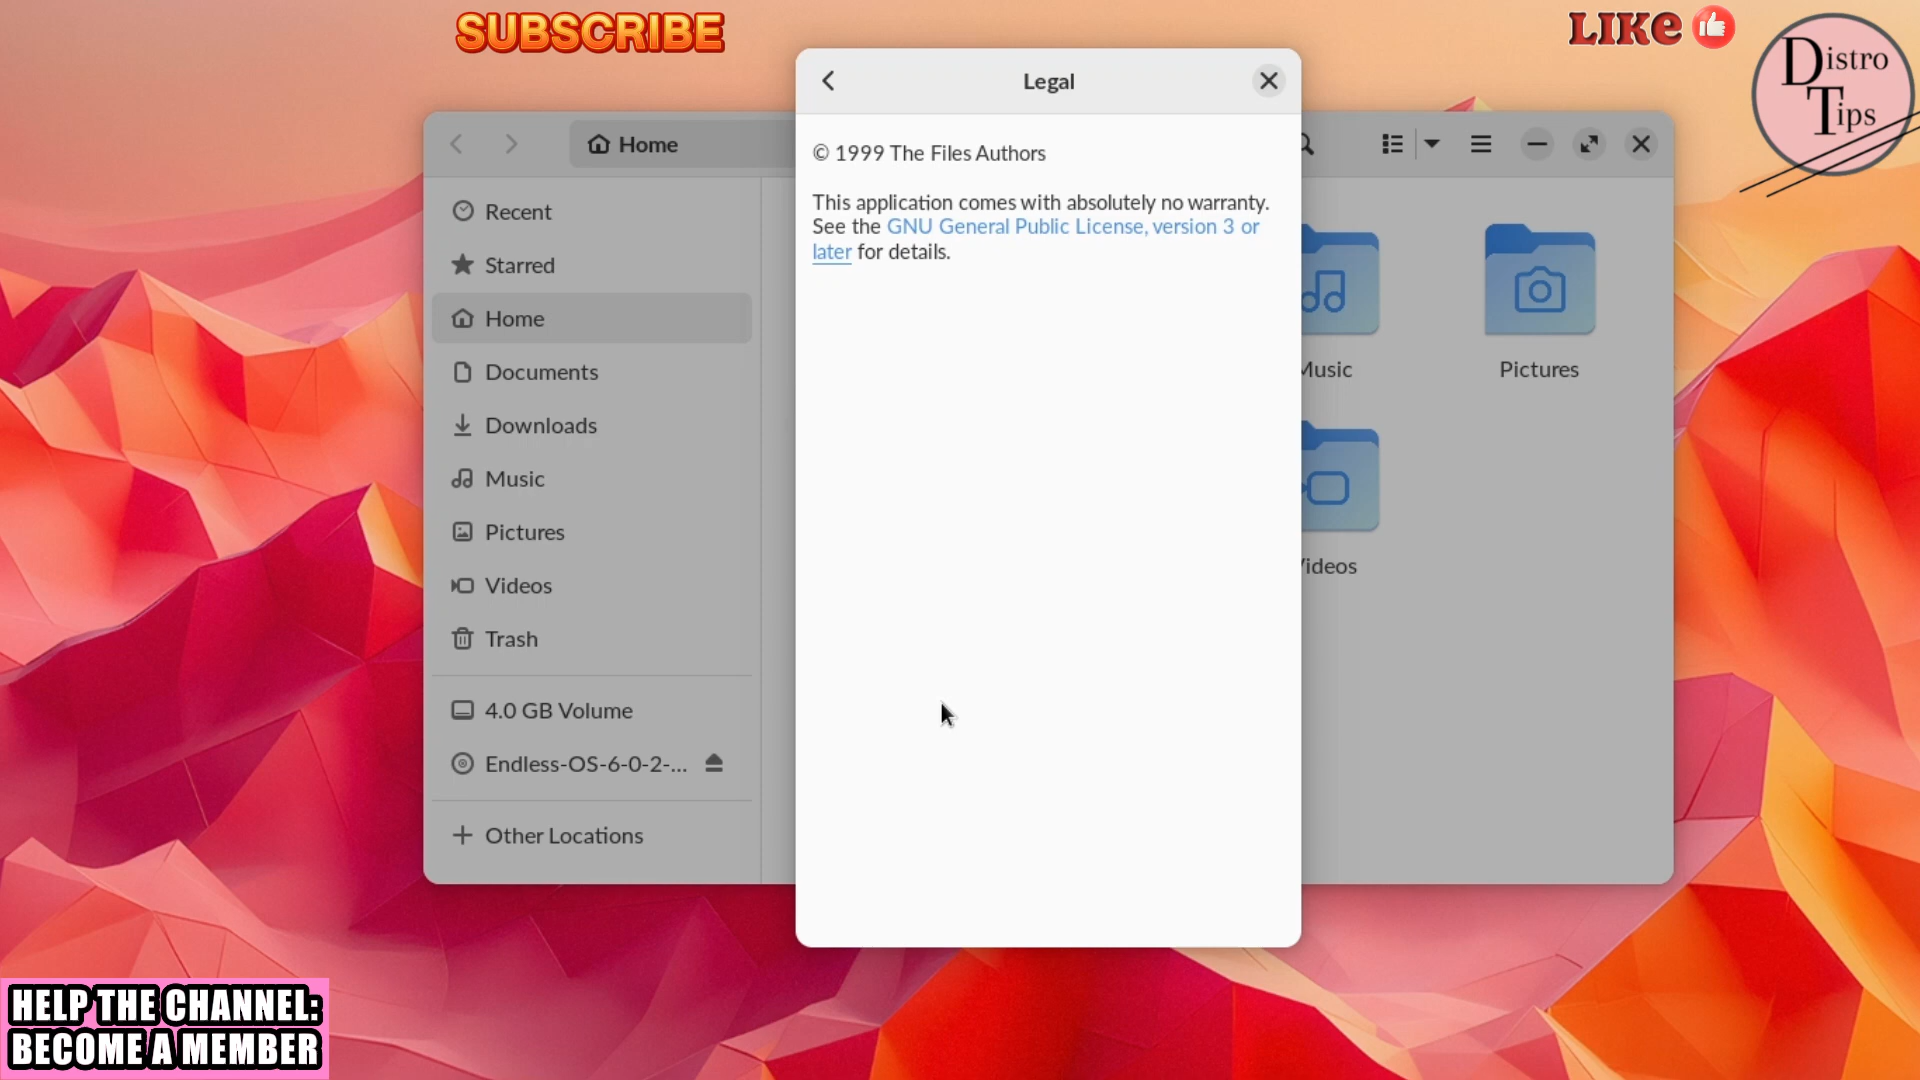 SUBSCRIBE
LIKE
Distro
Tips
Legal
Home
© 1999 The Files Authors
This application comes with absolutely no warranty.
See the GNU General Public License, version 3 or
later for details.
Recent
Starred
Home
Documents
Downloads
Music
Pictures
Videos
Trash
4.0 GB Volume
Endless-OS-6-0-2-...
Other Locations
Music
Pictures
Videos
HELP THE CHANNEL:
BECOME A MEMBER